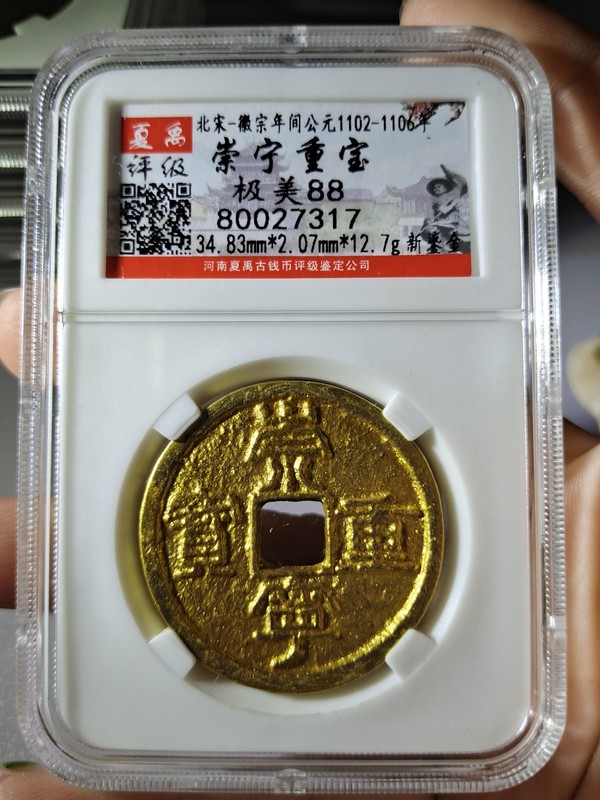 夏禹
评级
北宋-徽宗年间公元1102-1106年
崇宁重宝
极美88
80027317
34.83mm*2.07mm*12.7g 新鎏金
河南夏禹古钱币评级鉴定公司
崇
寶 重
寧